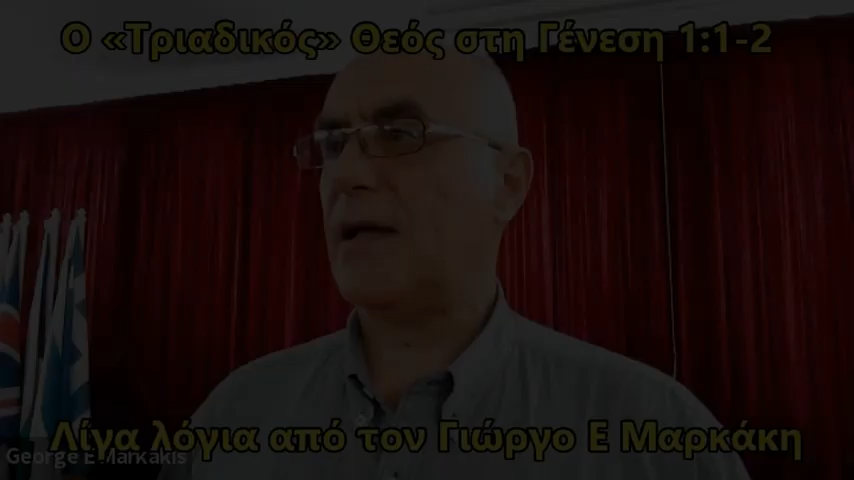 Ο «Τριαδικός» Θεός στη Γένεση 1:1-2
Λίγα λόγια από τον Γιώργο Ε Μαρκάκη
George E Markakis